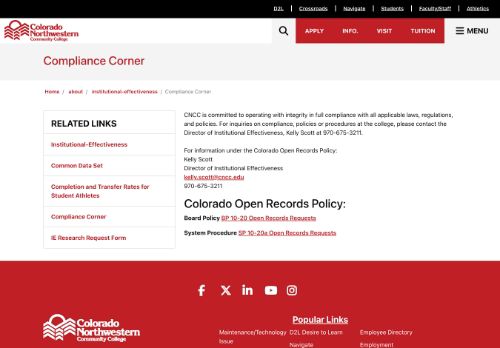 D2L | Crossroads | Navigate | Students | Faculty/Staff | Athletics
Colorado
Northwestern
Community College
APPLY INFO. VISIT TUITION MENU
Compliance Corner
Home / about / institutional-effectiveness / Compliance Corner
RELATED LINKS
Institutional-Effectiveness
Common Data Set
Completion and Transfer Rates for
Student Athletes
Compliance Corner
IE Research Request Form
CNCC is committed to operating with integrity in full compliance with all applicable laws, regulations,
and policies. For inquiries on compliance, policies or procedures at the college, please contact the
Director of Institutional Effectiveness, Kelly Scott at 970-675-3211.
For information under the Colorado Open Records Policy:
Kelly Scott
Director of Institutional Effectiveness
kelly.scott@cncc.edu
970-675-3211
Colorado Open Records Policy:
Board Policy BP 10-20 Open Records Requests
System Procedure SP 10-20a Open Records Requests
Colorado
Northwestern
Community College
Popular Links
Maintenance/Technology
Issue
D2L Desire to Learn
Navigate
Employee Directory
Employment